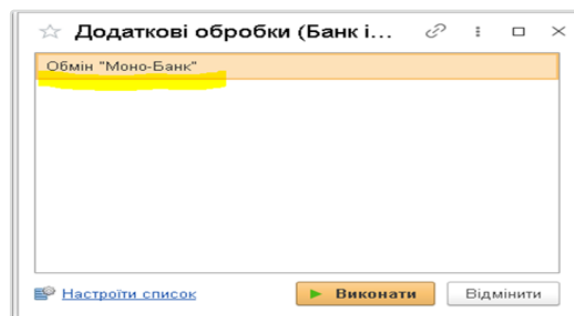 Додаткові обробки (Банк і...
Обмін "Моно-Банк"
Настроїти список
Виконати
Відмінити